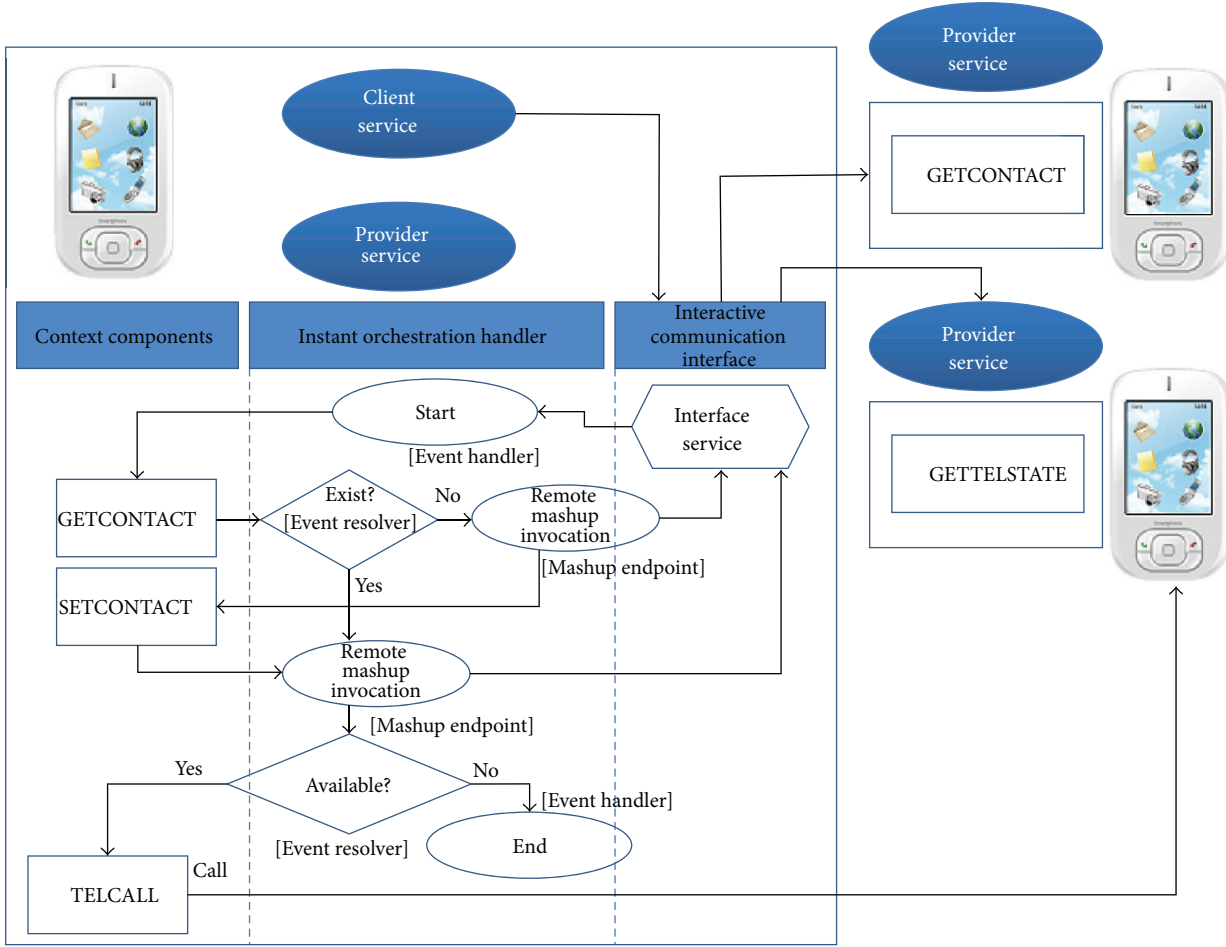 Provider
service
Client
service
GETCONTACT
Provider
service
Context components
Instant orchestration handler
Interactive
communication
interface
Provider
service
Start
Interface
service
[Event handler]
GETTELSTATE
Exist?
[Event resolver]
No
Remote
mashup
invocation
GETCONTACT
[Mashup endpoint]
Yes
SETCONTACT
Remote
mashup
invocation
[Mashup endpoint]
Yes
No
Available?
[Event handler]
[Event resolver]
End
Call
TELCALL